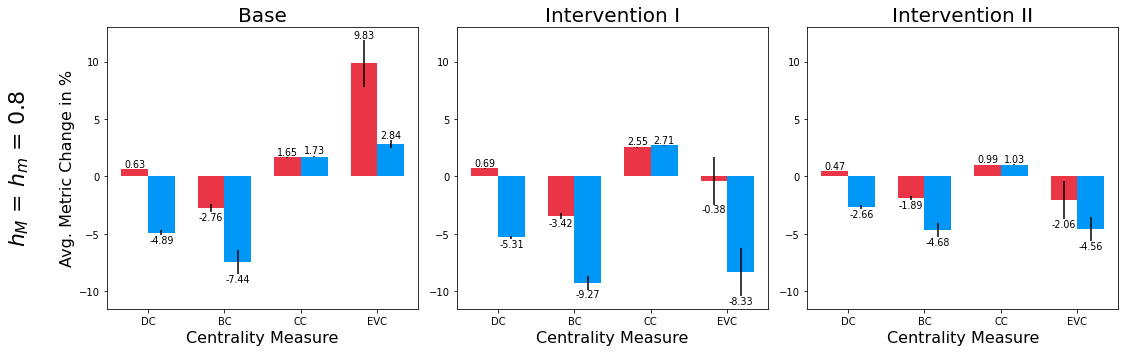 Base
Intervention I
Intervention II
h_M = h_m = 0.8
Avg. Metric Change in %
10
5
0
−5
−10
0.63
-4.89
-2.76
-7.44
1.65
1.73
9.83
2.84
DC
BC
CC
EVC
Centrality Measure
10
5
0
−5
−10
0.69
-5.31
-3.42
-9.27
2.55
2.71
-0.38
-8.33
DC
BC
CC
EVC
Centrality Measure
10
5
0
−5
−10
0.47
-2.66
-1.89
-4.68
0.99
1.03
-2.06
-4.56
DC
BC
CC
EVC
Centrality Measure